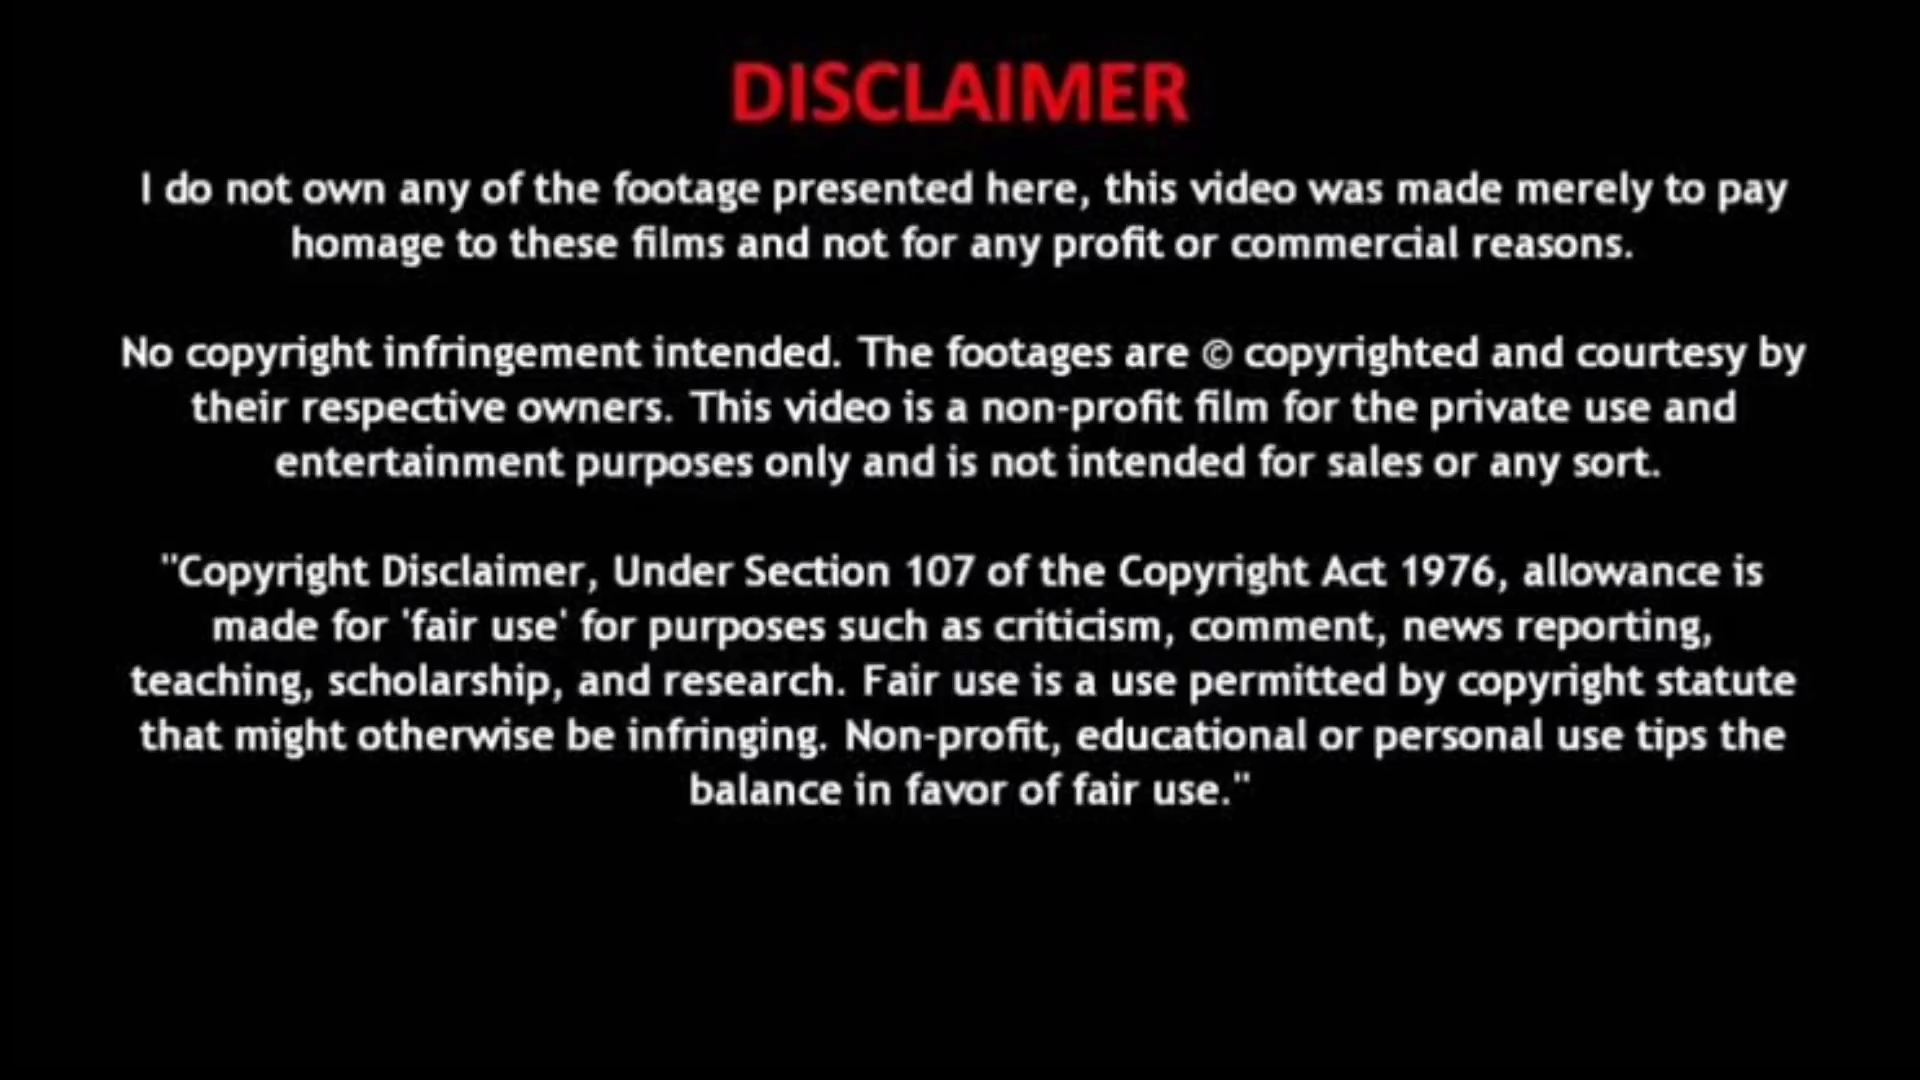 DISCLAIMER
I do not own any of the footage presented here, this video was made merely to pay
homage to these films and not for any profit or commercial reasons.
No copyright infringement intended. The footages are © copyrighted and courtesy by
their respective owners. This video is a non-profit film for the private use and
entertainment purposes only and is not intended for sales or any sort.
"Copyright Disclaimer, Under Section 107 of the Copyright Act 1976, allowance is
made for 'fair use' for purposes such as criticism, comment, news reporting,
teaching, scholarship, and research. Fair use is a use permitted by copyright statute
that might otherwise be infringing. Non-profit, educational or personal use tips the
balance in favor of fair use."